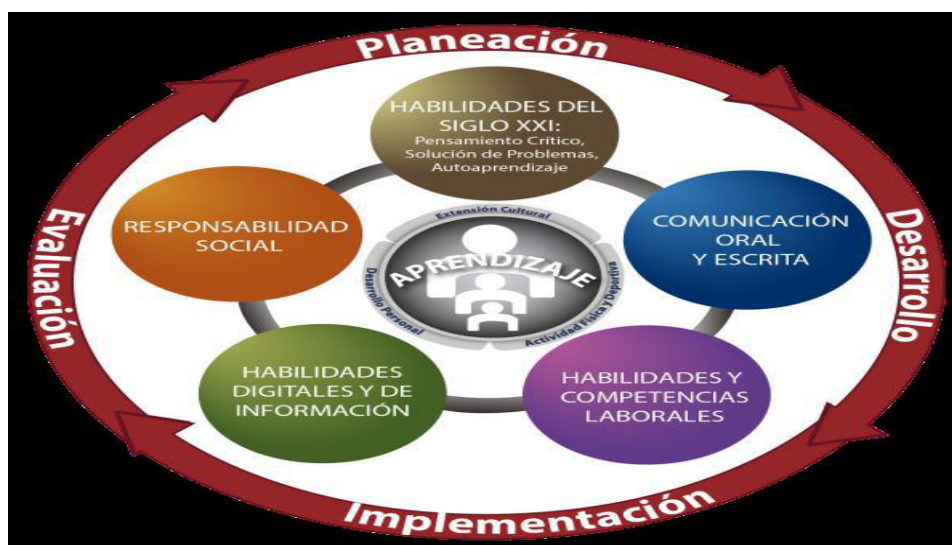 Planeación
HABILIDADES DEL
SIGLO XXI:
Pensamiento Crítico,
Solución de Problemas,
Autoaprendizaje
RESPONSABILIDAD
SOCIAL
COMUNICACIÓN
ORAL
Y ESCRITA
Extensión Cultural
APRENDIZAJE
Desarrollo Personal
Actividad Física y Deportiva
Evaluación
Desarrollo
HABILIDADES
DIGITALES Y DE
INFORMACIÓN
HABILIDADES Y
COMPETENCIAS
LABORALES
Implementación